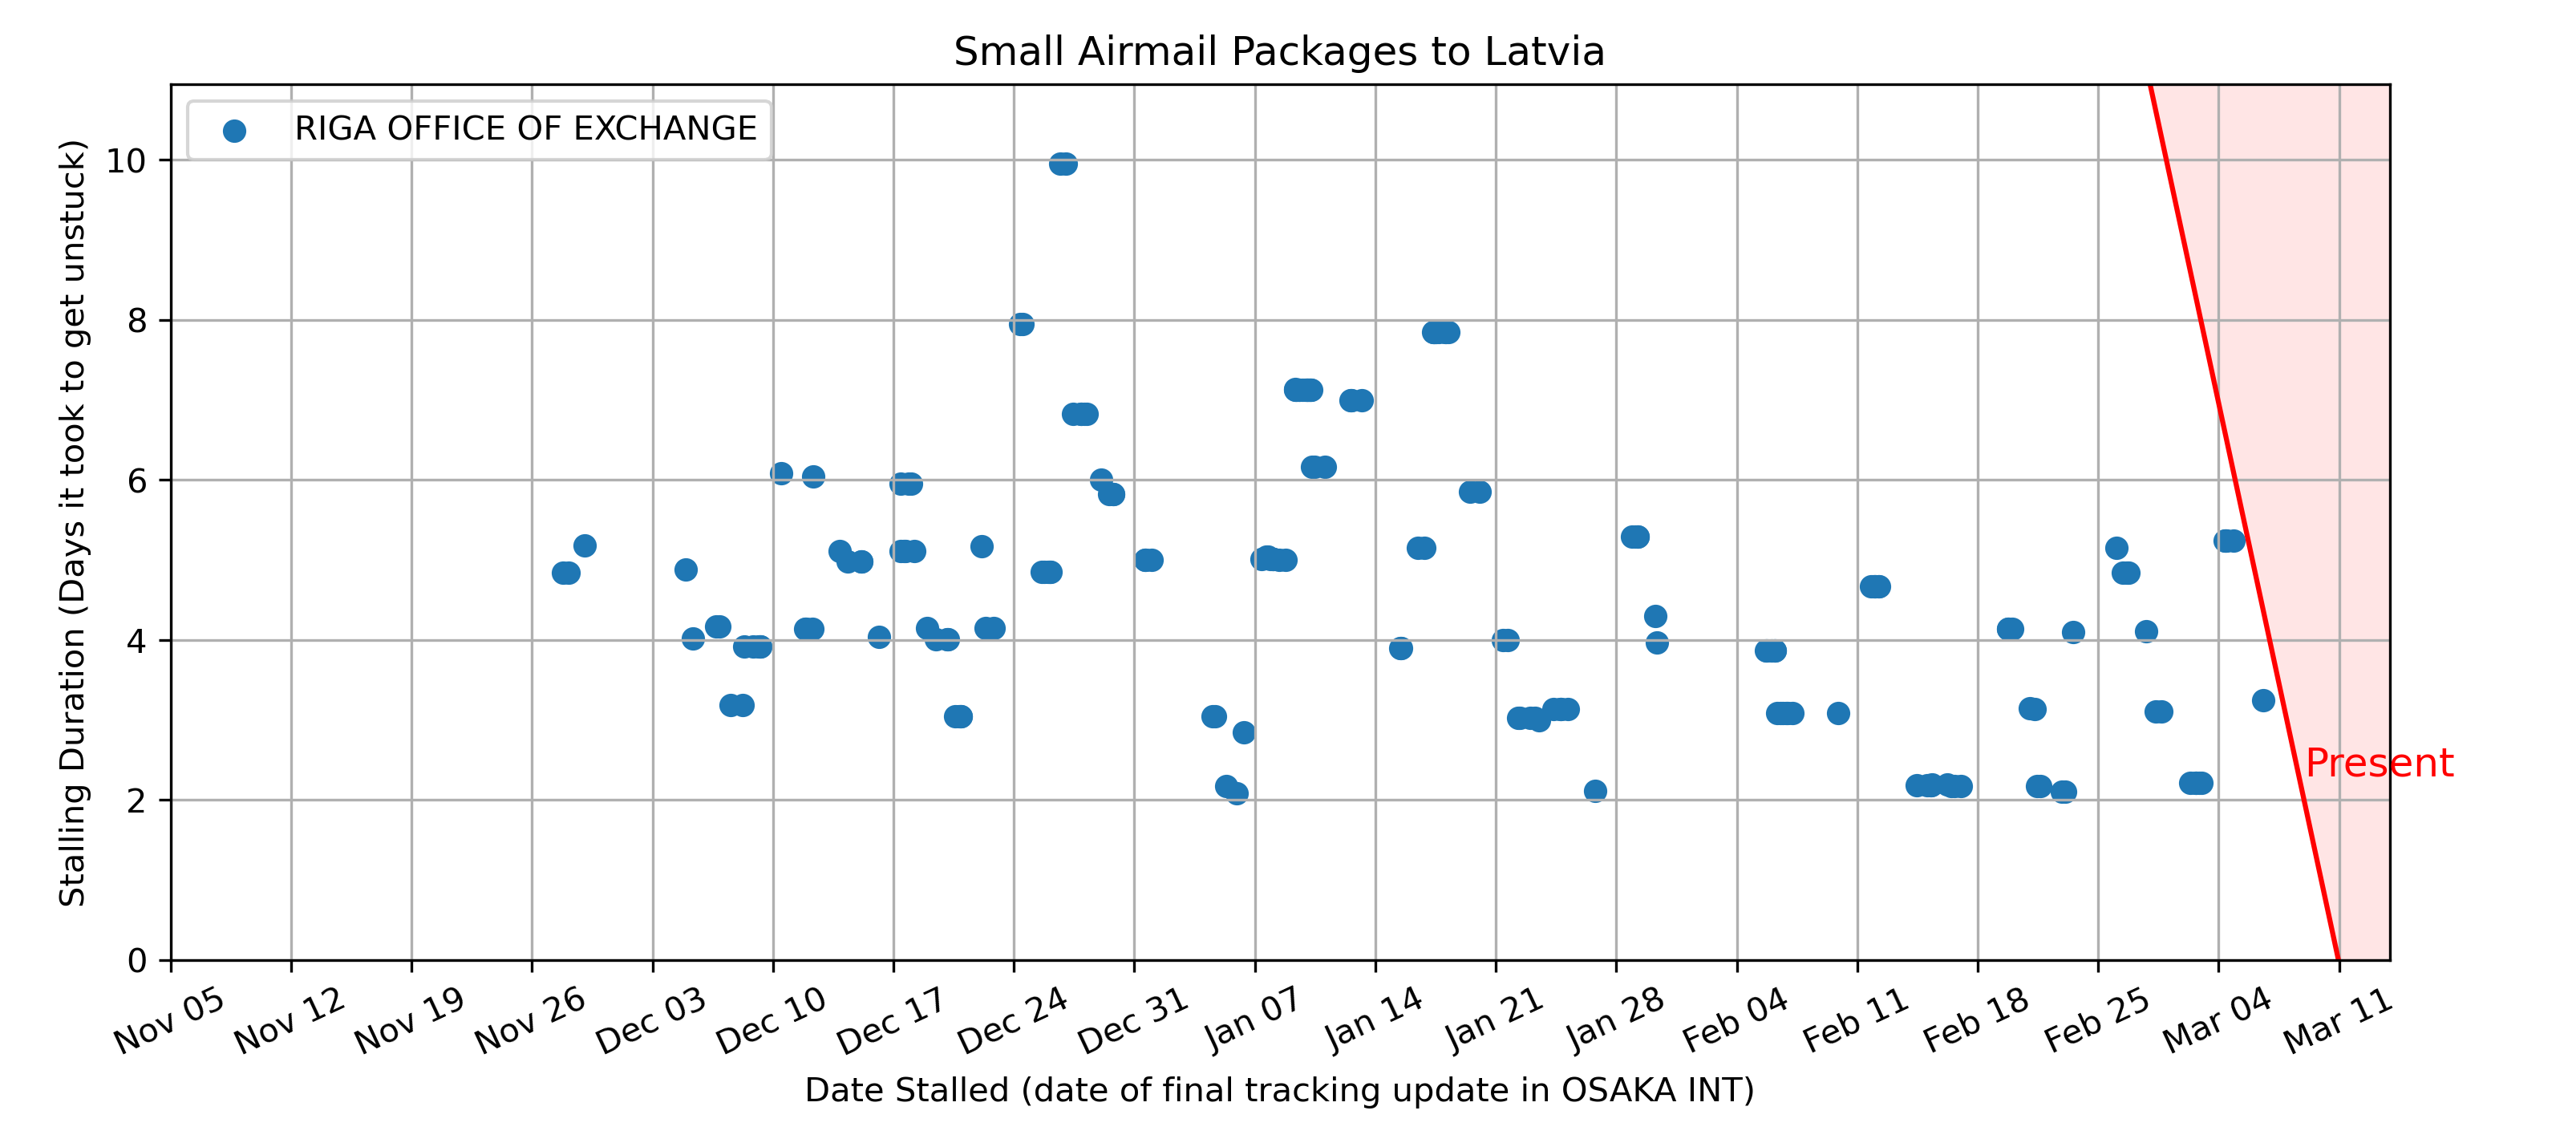 Small Airmail Packages to Latvia
RIGA OFFICE OF EXCHANGE
Stalling Duration (Days it took to get unstuck)
10
8
6
4
2
0
Present
Nov 05
Nov 12
Nov 19
Nov 26
Dec 03
Dec 10
Dec 17
Dec 24
Dec 31
Jan 07
Jan 14
Jan 21
Jan 28
Feb 04
Feb 11
Feb 18
Feb 25
Mar 04
Mar 11
Date Stalled (date of final tracking update in OSAKA INT)